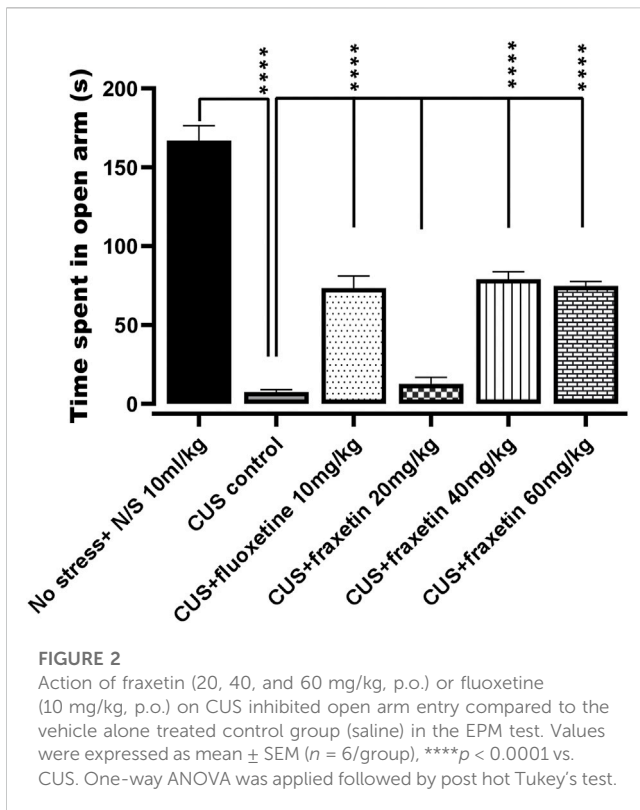 ****
****
****
****
Time spent in open arm (s)
200
150
100
50
0
No stress+ N/S 10ml/kg
CUS control
CUS+fluoxetine 10mg/kg
CUS+fraxetin 20mg/kg
CUS+fraxetin 40mg/kg
CUS+fraxetin 60mg/kg
FIGURE 2
Action of fraxetin (20, 40, and 60 mg/kg, p.o.) or fluoxetine
(10 mg/kg, p.o.) on CUS inhibited open arm entry compared to the
vehicle alone treated control group (saline) in the EPM test. Values
were expressed as mean ± SEM (n = 6/group), ****p < 0.0001 vs.
CUS. One-way ANOVA was applied followed by post hot Tukey's test.